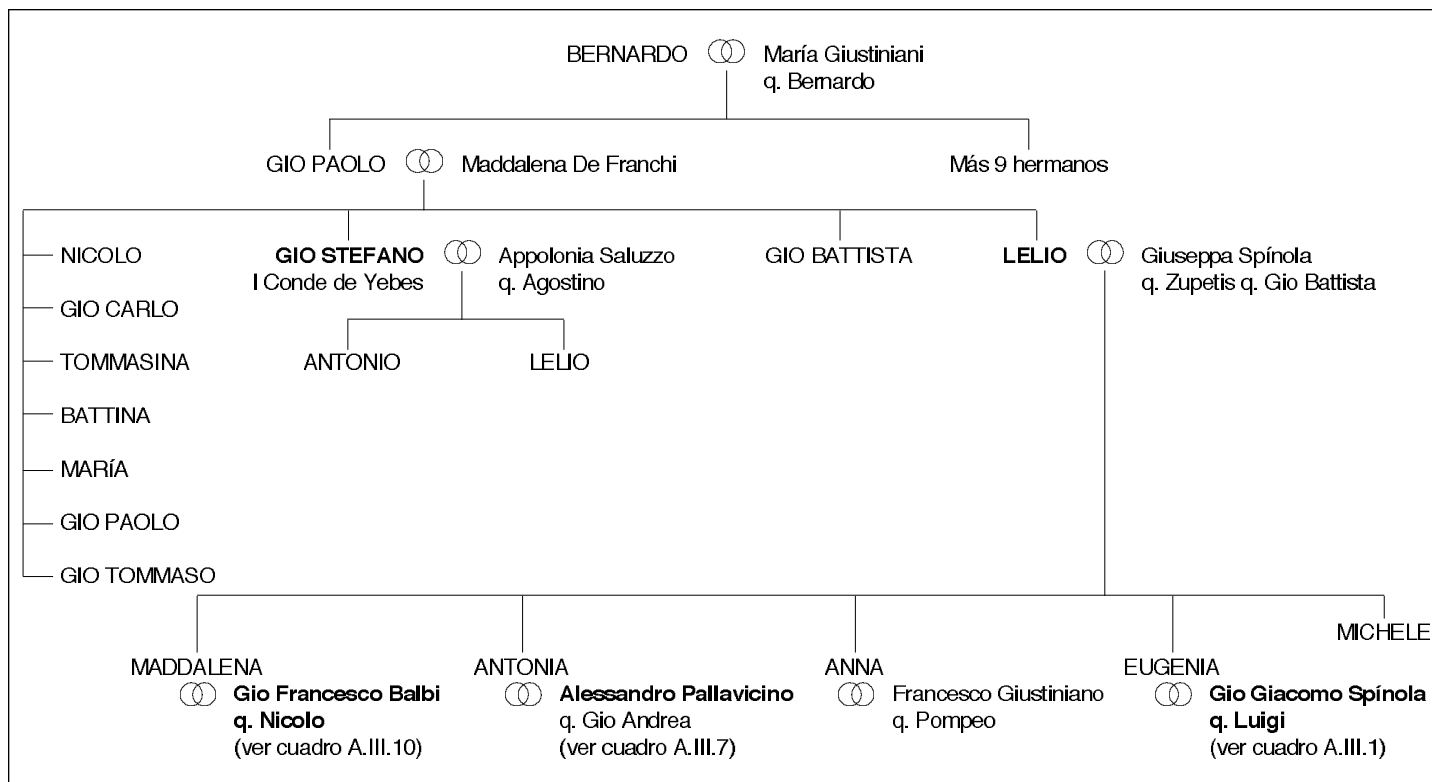 BERNARDO María Giustiniani
q. Bernardo
GIO PAOLO Maddalena De Franchi Más 9 hermanos
NICOLO GIO STEFANO Appolonia Saluzzo GIO BATTISTA LELIO Giuseppa Spínola
I Conde de Yebes q. Agostino q. Zupetis q. Gio Battista
GIO CARLO
TOMMASINA ANTONIO LELIO
BATTINA
MARÍA
GIO PAOLO
GIO TOMMASO
MICHELE
MADDALENA ANTONIA ANNA EUGENIA
Gio Francesco Balbi Alessandro Pallavicino Francesco Giustiniano Gio Giacomo Spínola
q. Nicolo q. Gio Andrea q. Pompeo q. Luigi
(ver cuadro A.III.10) (ver cuadro A.III.7) (ver cuadro A.III.1)